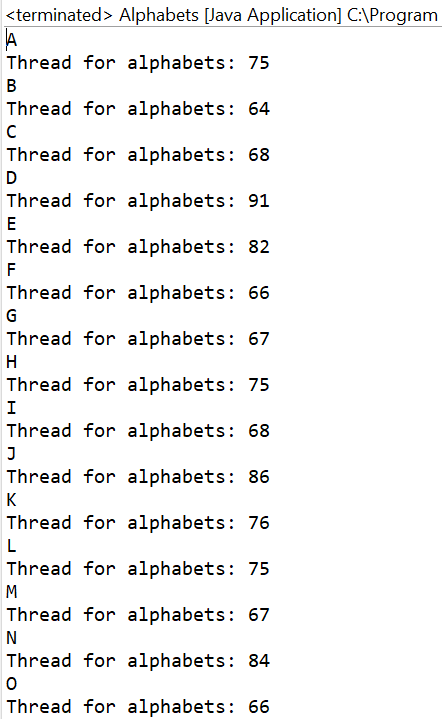 <terminated> Alphabets [Java Application] C:\Program
A
Thread for alphabets: 75
B
Thread for alphabets: 64
C
Thread for alphabets: 68
D
Thread for alphabets: 91
E
Thread for alphabets: 82
F
Thread for alphabets: 66
G
Thread for alphabets: 67
H
Thread for alphabets: 75
I
Thread for alphabets: 68
J
Thread for alphabets: 86
K
Thread for alphabets: 76
L
Thread for alphabets: 75
M
Thread for alphabets: 67
N
Thread for alphabets: 84
O
Thread for alphabets: 66